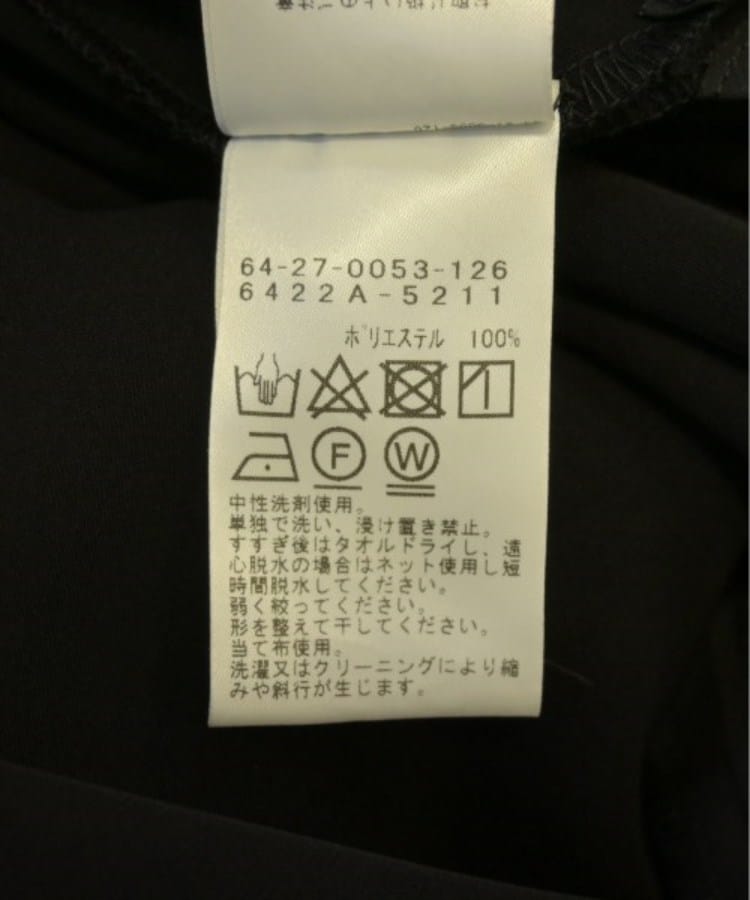 64-27-0053-126
6422A-5211
ポリエステル 100%
F W
中性洗剤使用。
単独で洗い、浸け置き禁止。
すすぎ後はタオルドライし、遠
心脱水の場合はネット使用し短
時間脱水してください。
弱く絞ってください。
形を整えて干してください。
当て布使用。
洗濯又はクリーニングにより縮
みや斜行が生じます。